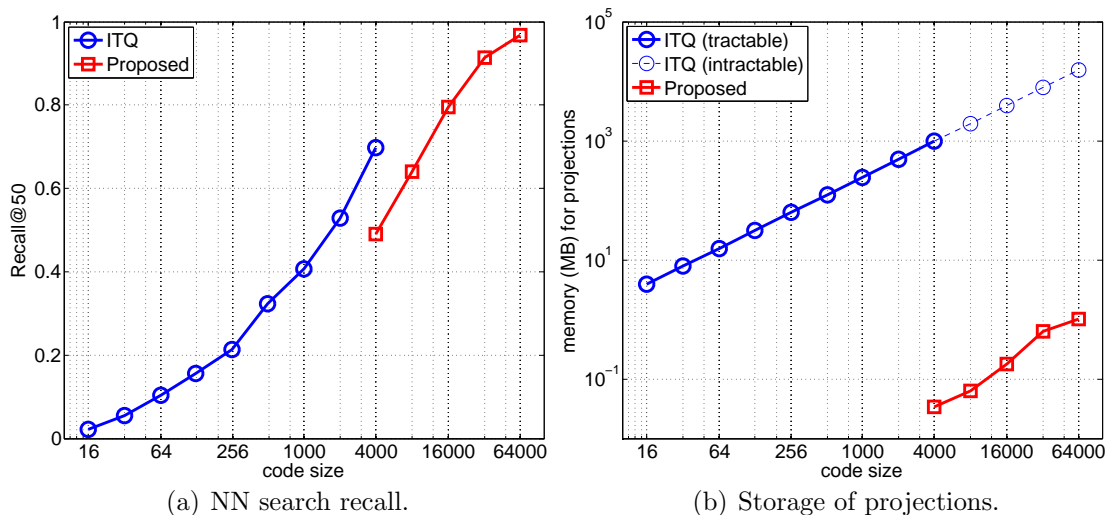 1
0.8
0.6
0.4
0.2
0
Recall@50
ITQ
Proposed
16 64 256 1000 4000 16000 64000
code size
(a) NN search recall.
10^5
10^3
10^1
10^-1
memory (MB) for projections
ITQ (tractable)
ITQ (intractable)
Proposed
16 64 256 1000 4000 16000 64000
code size
(b) Storage of projections.